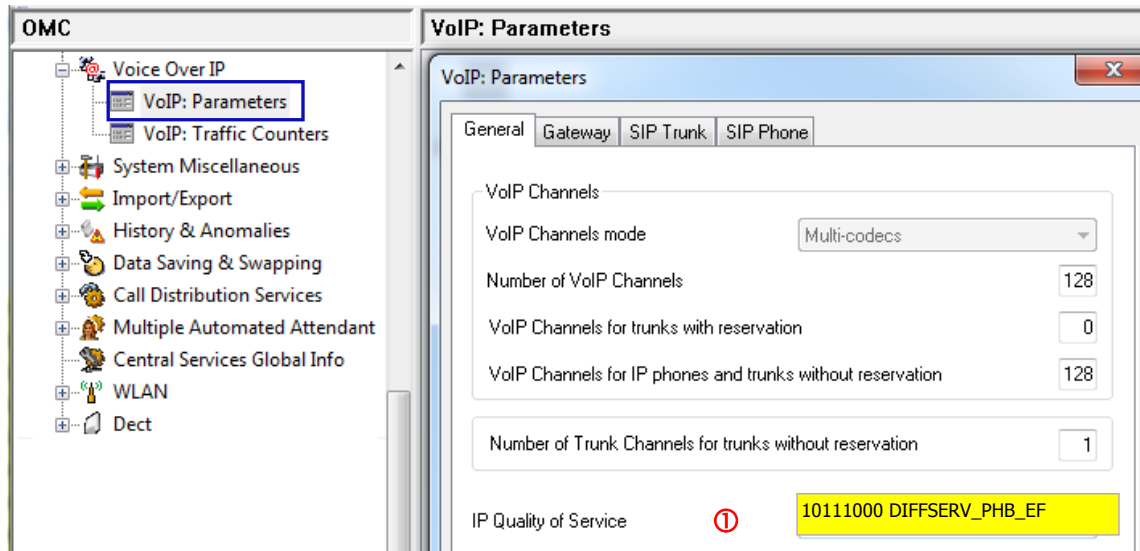 OMC
Voice Over IP
VoIP: Parameters
VoIP: Traffic Counters
System Miscellaneous
Import/Export
History & Anomalies
Data Saving & Swapping
Call Distribution Services
Multiple Automated Attendant
Central Services Global Info
WLAN
Dect
VoIP: Parameters
VoIP: Parameters
General Gateway SIP Trunk SIP Phone
VoIP Channels
VoIP Channels mode Multi-codecs
Number of VoIP Channels 128
VoIP Channels for trunks with reservation 0
VoIP Channels for IP phones and trunks without reservation 128
Number of Trunk Channels for trunks without reservation 1
IP Quality of Service ① 10111000 DIFFSERV_PHB_EF